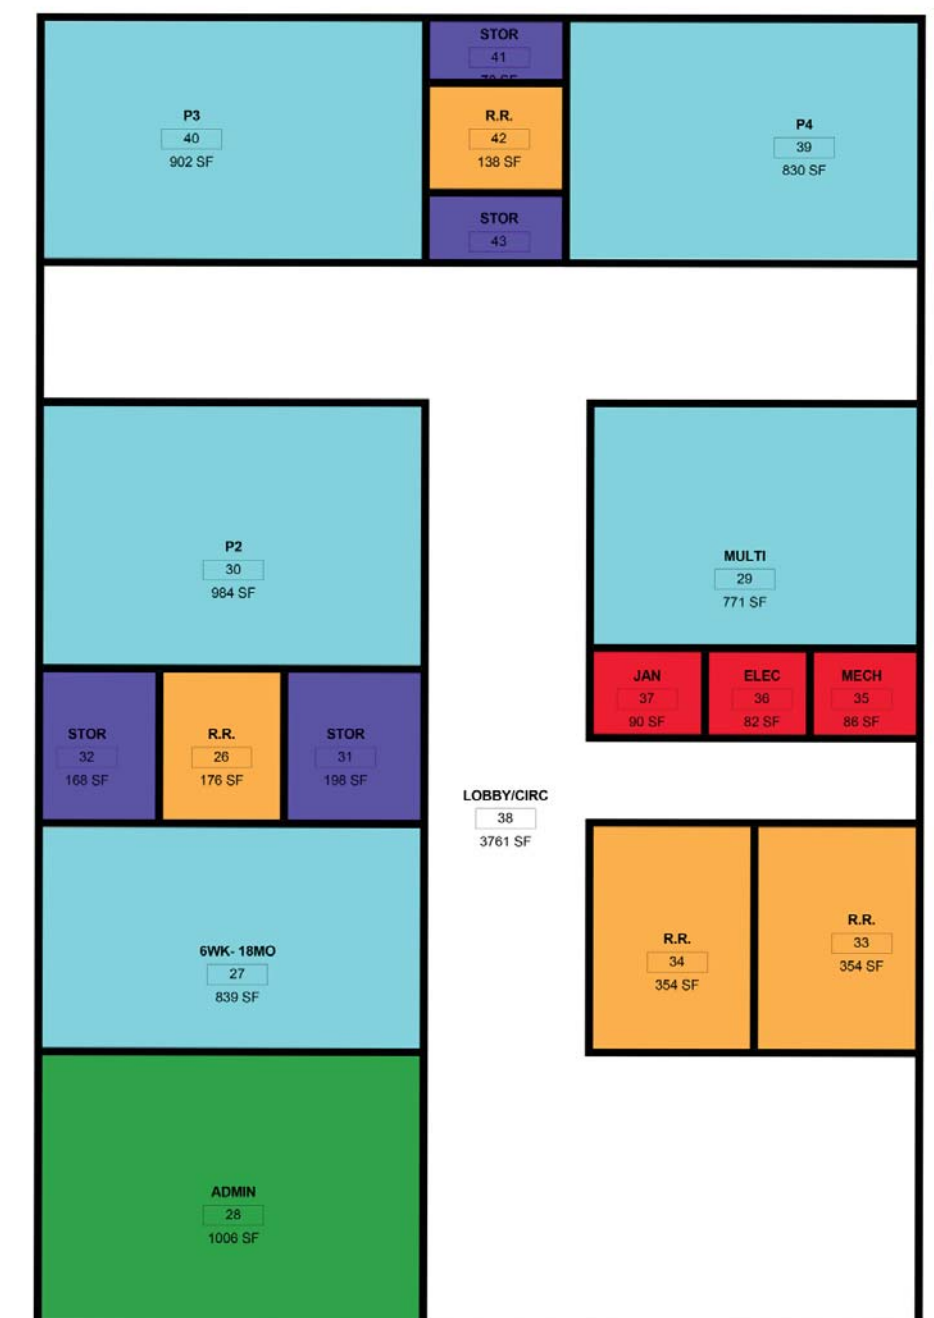 STOR
41
P3
40
902 SF
R.R.
42
138 SF
P4
39
830 SF
STOR
43
P2
30
984 SF
MULTI
29
771 SF
JAN
37
90 SF
ELEC
36
82 SF
MECH
35
86 SF
STOR
32
168 SF
R.R.
26
176 SF
STOR
31
198 SF
LOBBY/CIRC
38
3761 SF
6WK- 18MO
27
839 SF
R.R.
34
354 SF
R.R.
33
354 SF
ADMIN
28
1006 SF